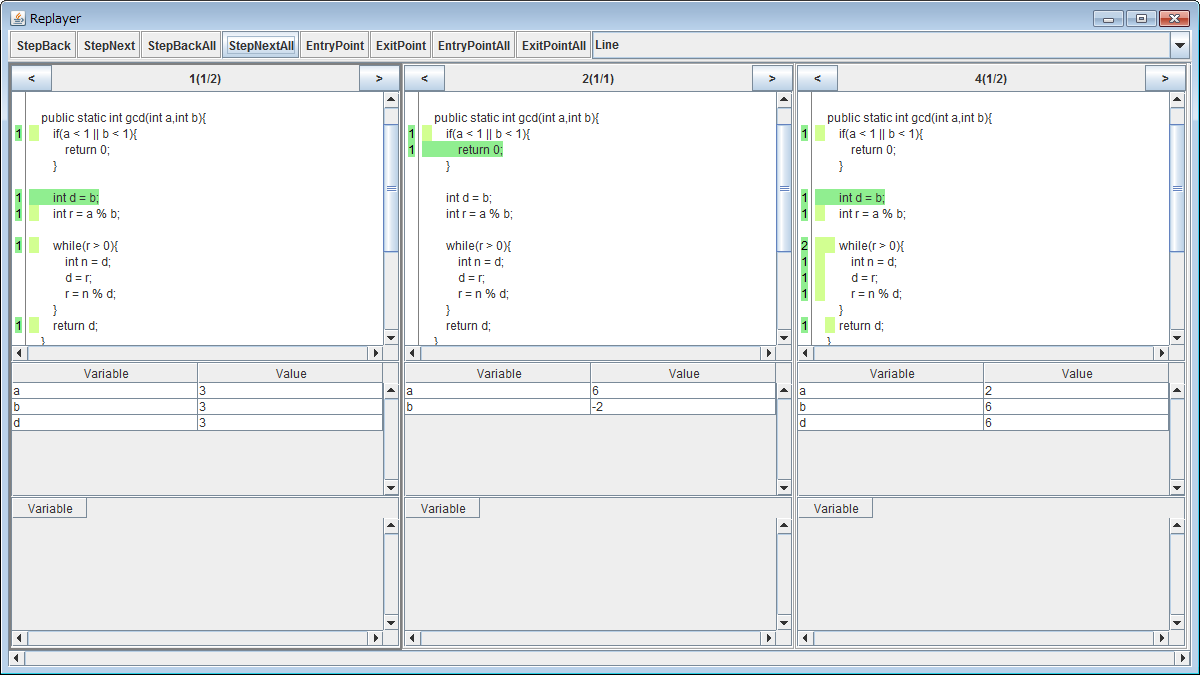 Replayer
StepBack StepNext StepBackAll StepNextAll EntryPoint ExitPoint EntryPointAll ExitPointAll Line
< 1(1/2) >
public static int gcd(int a,int b){
1 if(a < 1 || b < 1){
return 0;
}
1 int d = b;
1 int r = a % b;
1 while(r > 0){
int n = d;
d = r;
r = n % d;
}
1 return d;
}
Variable Value
a 3
b 3
d 3
Variable
< 2(1/1) >
public static int gcd(int a,int b){
1 if(a < 1 || b < 1){
1 return 0;
}
int d = b;
int r = a % b;
while(r > 0){
int n = d;
d = r;
r = n % d;
}
return d;
}
Variable Value
a 6
b -2
Variable
< 4(1/2) >
public static int gcd(int a,int b){
1 if(a < 1 || b < 1){
return 0;
}
1 int d = b;
1 int r = a % b;
2 while(r > 0){
1 int n = d;
1 d = r;
1 r = n % d;
}
1 return d;
}
Variable Value
a 2
b 6
d 6
Variable